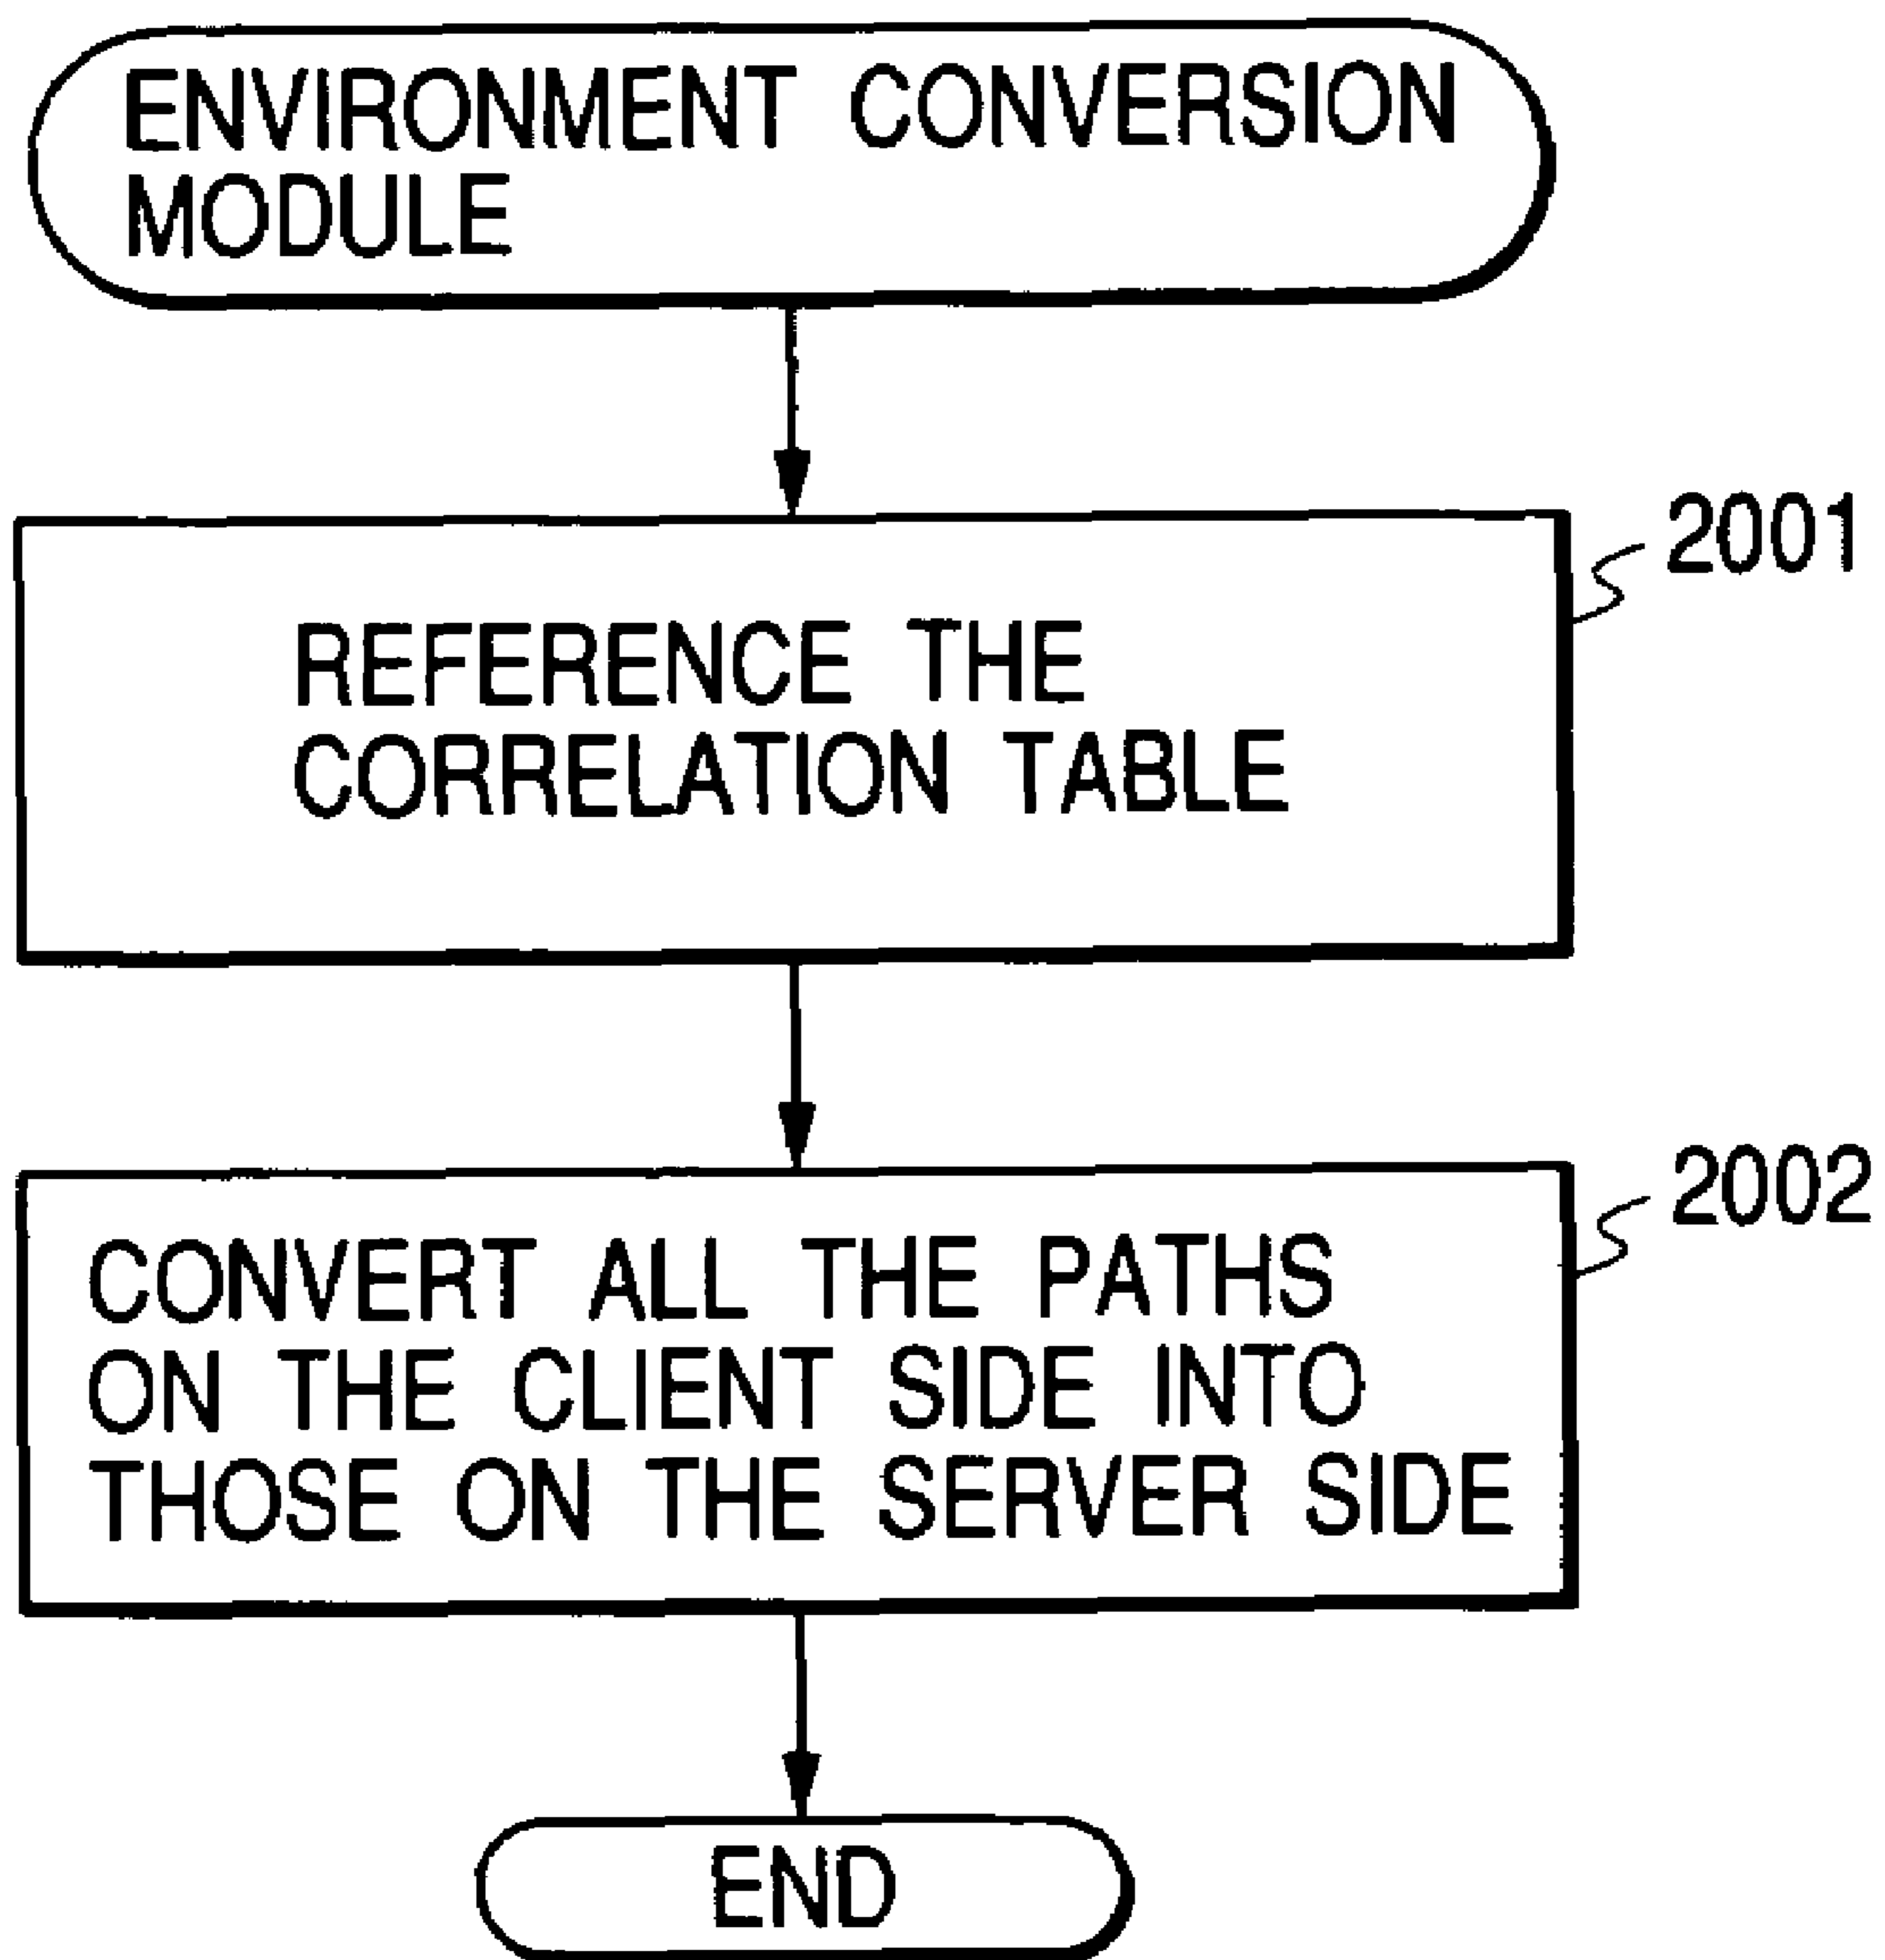 ENVIRONMENT CONVERSION
MODULE
2001
REFERENCE THE
CORRELATION TABLE
2002
CONVERT ALL THE PATHS
ON THE CLIENT SIDE INTO
THOSE ON THE SERVER SIDE
END